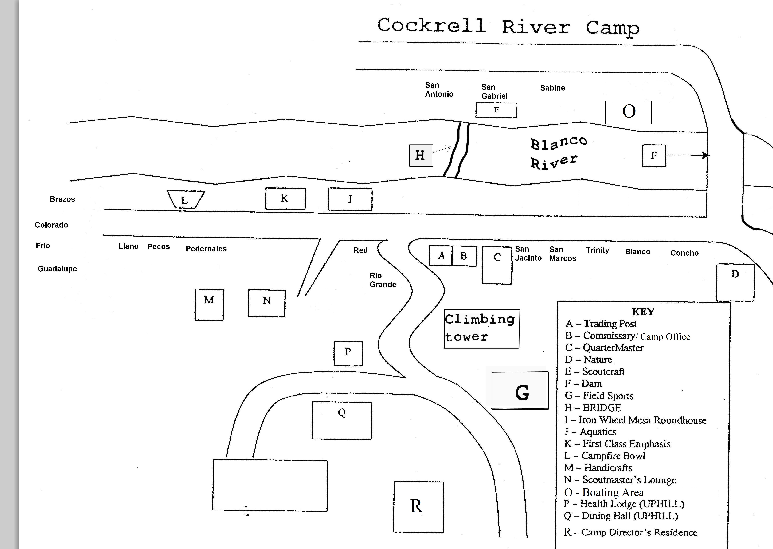 Cockrell River Camp
San Antonio
San Gabriel
Sabine
E
O
H
Blanco River
F
Brazos
L
K
J
Colorado
Frio
Llano
Pecos
Pedernales
Red
A
B
C
San Jacinto
San Marcos
Trinity
Blanco
Concho
Guadalupe
Rio Grande
D
M
N
Climbing tower
P
G
Q
R
KEY
A – Trading Post
B – Commissary/ Camp Office
C – QuarterMaster
D – Nature
E – Scoutcraft
F – Dam
G – Field Sports
H – BRIDGE
I – Iron Wheel Mesa Roundhouse
J – Aquatics
K – First Class Emphasis
L – Campfire Bowl
M – Handicrafts
N – Scoutmaster's Lounge
O – Boating Area
P – Health Lodge (UPHILL)
Q – Dining Hall (UPHILL)
R - Camp Director's Residence